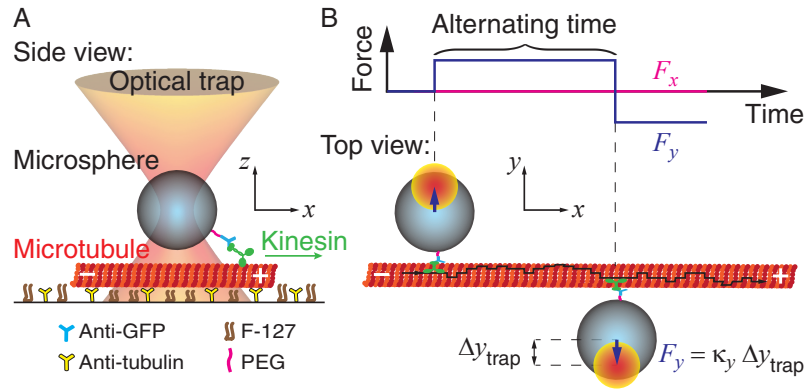 A
Side view:
Optical trap
Microsphere
z
x
Microtubule
Kinesin
− +
Anti-GFP
F-127
Anti-tubulin
PEG
B
Alternating time
Force
F_x
Time
F_y
Top view:
y
x
− +
Δy_trap
F_y = κ_y Δy_trap